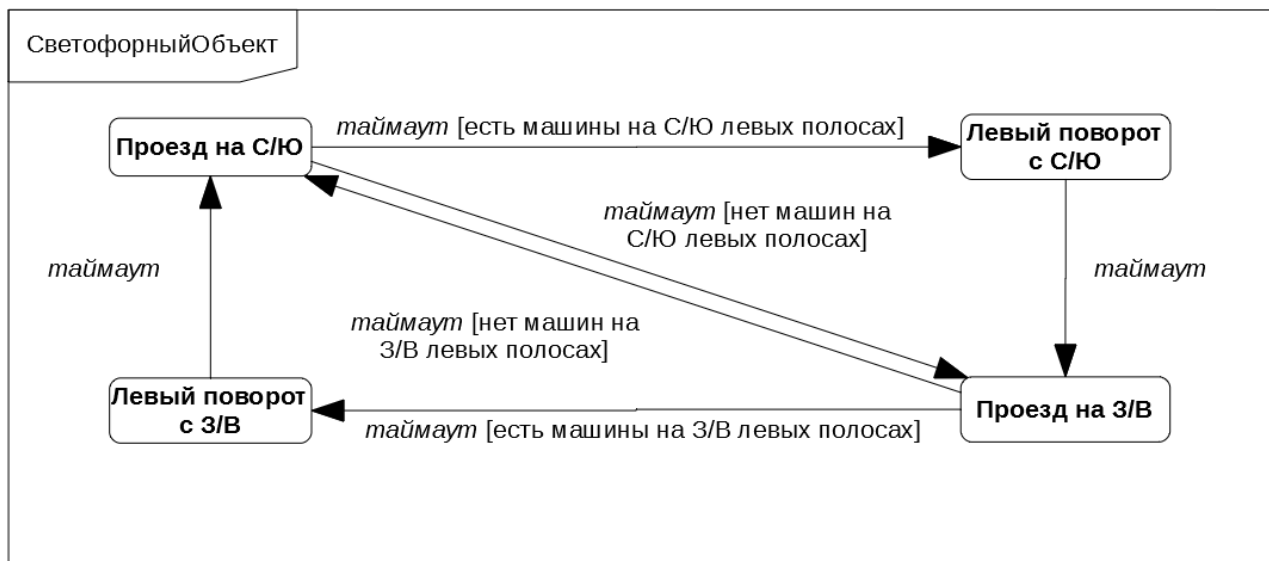 СветофорныйОбъект
таймаут [есть машины на С/Ю левых полосах]
Проезд на С/Ю
Левый поворот
с С/Ю
таймаут [нет машин на
С/Ю левых полосах]
таймаут
таймаут
таймаут [нет машин на
З/В левых полосах]
Левый поворот
с З/В
Проезд на З/В
таймаут [есть машины на З/В левых полосах]